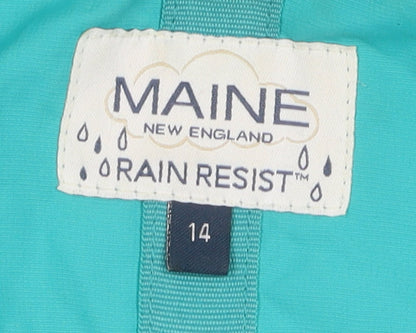 MAINE
NEW ENGLAND
RAIN RESIST™
14